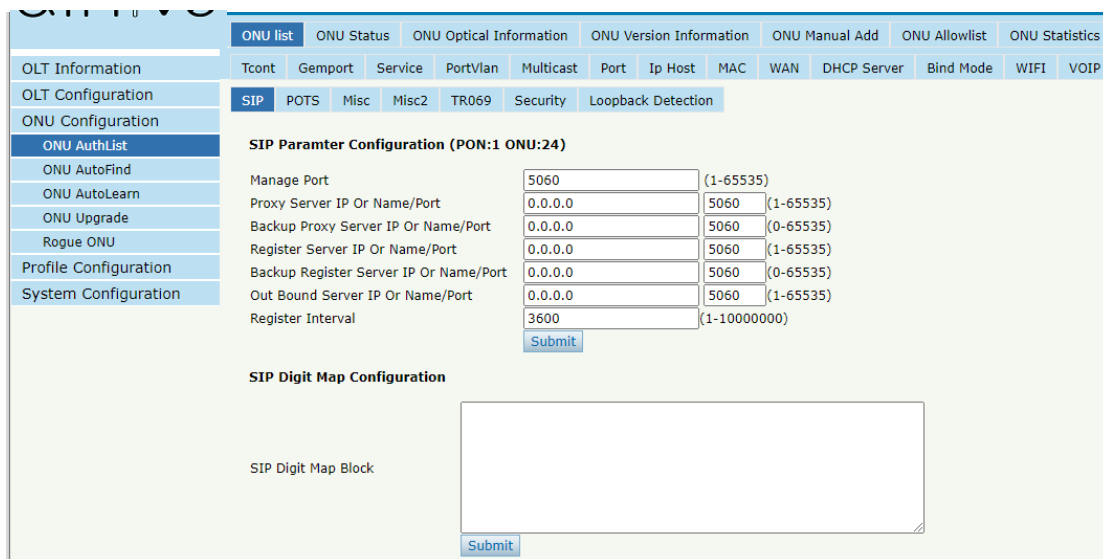 ONU list ONU Status ONU Optical Information ONU Version Information ONU Manual Add ONU Allowlist ONU Statistics
Tcont Gemport Service PortVlan Multicast Port Ip Host MAC WAN DHCP Server Bind Mode WIFI VOIP
SIP POTS Misc Misc2 TR069 Security Loopback Detection
OLT Information
OLT Configuration
ONU Configuration
ONU AuthList
ONU AutoFind
ONU AutoLearn
ONU Upgrade
Rogue ONU
Profile Configuration
System Configuration
SIP Paramter Configuration (PON:1 ONU:24)
Manage Port 5060 (1-65535)
Proxy Server IP Or Name/Port 0.0.0.0 5060 (1-65535)
Backup Proxy Server IP Or Name/Port 0.0.0.0 5060 (0-65535)
Register Server IP Or Name/Port 0.0.0.0 5060 (1-65535)
Backup Register Server IP Or Name/Port 0.0.0.0 5060 (0-65535)
Out Bound Server IP Or Name/Port 0.0.0.0 5060 (1-65535)
Register Interval 3600 (1-10000000)
Submit
SIP Digit Map Configuration
SIP Digit Map Block
Submit